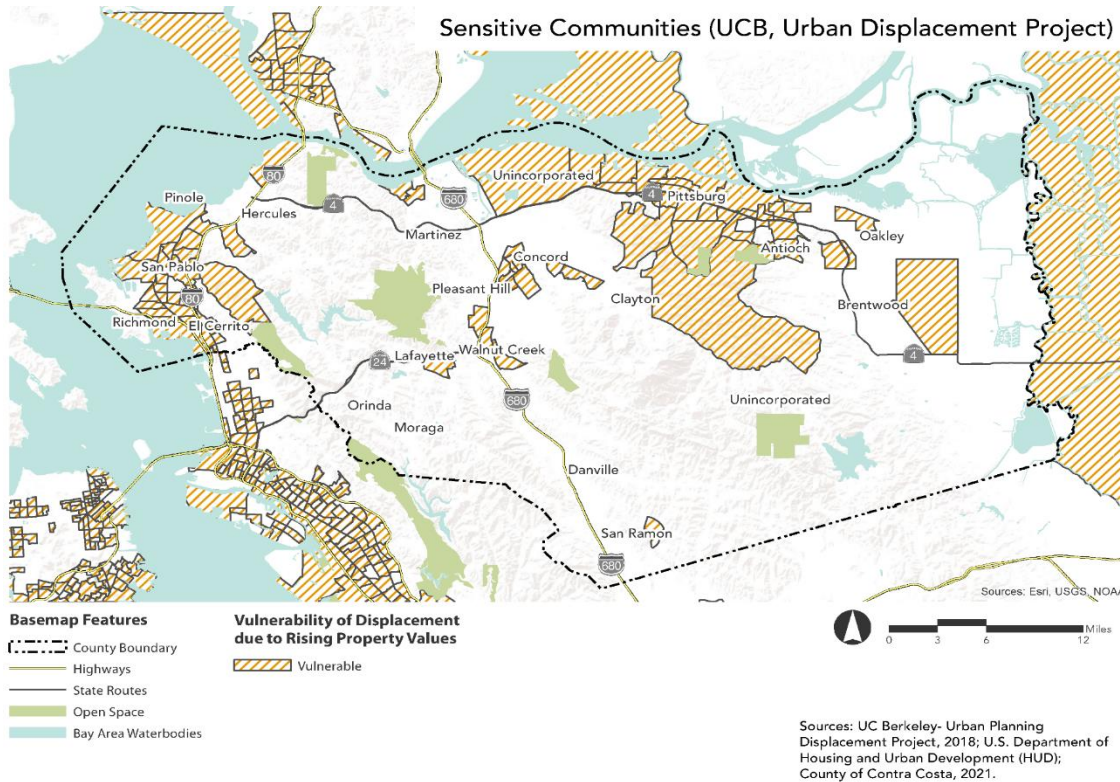 Sensitive Communities (UCB, Urban Displacement Project)
80
Pinole
Hercules
4
Martinez
680
Unincorporated
4
Pittsburg
Antioch
Oakley
San Pablo
80
Richmond
El Cerrito
Concord
Pleasant Hill
Clayton
Brentwood
4
24
Lafayette
Walnut Creek
680
Orinda
Moraga
Unincorporated
Danville
San Ramon
680
Sources: Esri, USGS, NOAA
Basemap Features
County Boundary
Highways
State Routes
Open Space
Bay Area Waterbodies
Vulnerability of Displacement
due to Rising Property Values
Vulnerable
0 3 6 12 Miles
Sources: UC Berkeley- Urban Planning
Displacement Project, 2018; U.S. Department of
Housing and Urban Development (HUD);
County of Contra Costa, 2021.